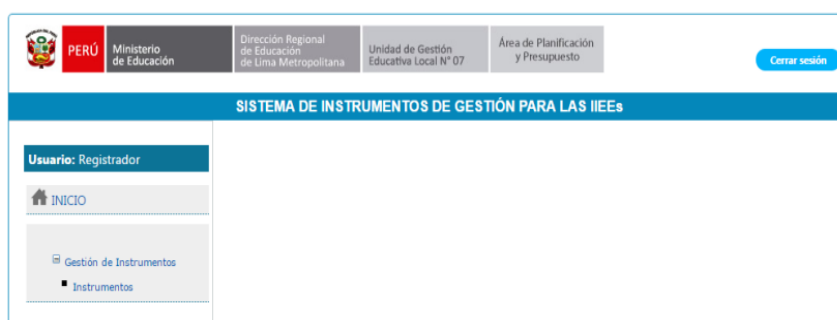 PERÚ
Ministerio
de Educación
Dirección Regional
de Educación
de Lima Metropolitana
Unidad de Gestión
Educativa Local N° 07
Área de Planificación
y Presupuesto
Cerrar sesión
SISTEMA DE INSTRUMENTOS DE GESTIÓN PARA LAS IIEEs
Usuario: Registrador
INICIO
Gestión de Instrumentos
Instrumentos